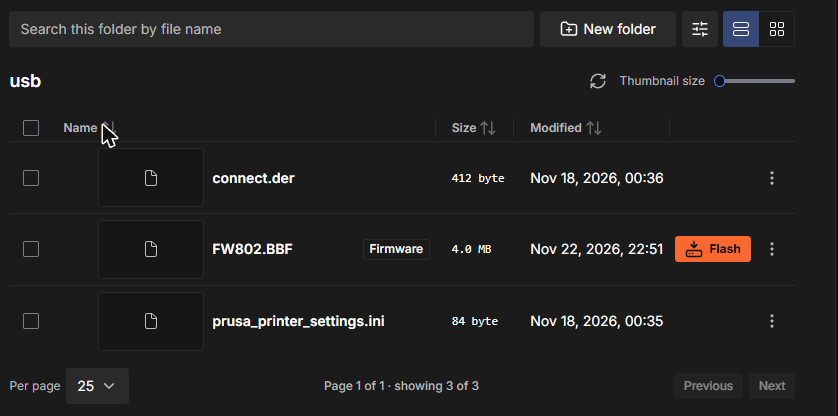 Search this folder by file name
New folder
usb
Thumbnail size
Name Size Modified
connect.der 412 byte Nov 18, 2026, 00:36
FW802.BBF Firmware 4.0 MB Nov 22, 2026, 22:51 Flash
prusa_printer_settings.ini 84 byte Nov 18, 2026, 00:35
Per page 25 Page 1 of 1 · showing 3 of 3 Previous Next